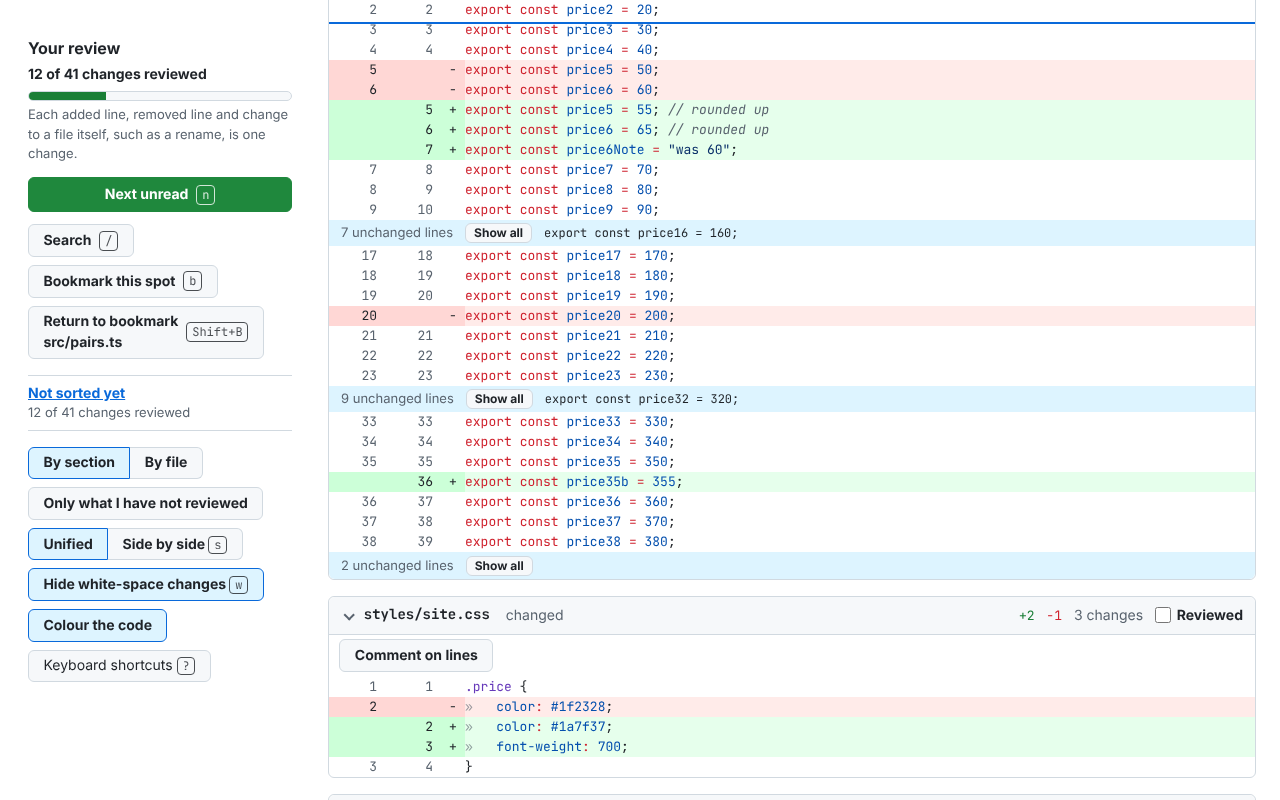 Your review
12 of 41 changes reviewed
Each added line, removed line and change
to a file itself, such as a rename, is one
change.
Next unread n
Search /
Bookmark this spot b
Return to bookmark
src/pairs.ts Shift+B
Not sorted yet
12 of 41 changes reviewed
By section By file
Only what I have not reviewed
Unified Side by side s
Hide white-space changes w
Colour the code
Keyboard shortcuts ?
2 2 export const price2 = 20;
3 3 export const price3 = 30;
4 4 export const price4 = 40;
5 - export const price5 = 50;
6 - export const price6 = 60;
5 + export const price5 = 55; // rounded up
6 + export const price6 = 65; // rounded up
7 + export const price6Note = "was 60";
7 8 export const price7 = 70;
8 9 export const price8 = 80;
9 10 export const price9 = 90;
7 unchanged lines Show all export const price16 = 160;
17 18 export const price17 = 170;
18 19 export const price18 = 180;
19 20 export const price19 = 190;
20 - export const price20 = 200;
21 21 export const price21 = 210;
22 22 export const price22 = 220;
23 23 export const price23 = 230;
9 unchanged lines Show all export const price32 = 320;
33 33 export const price33 = 330;
34 34 export const price34 = 340;
35 35 export const price35 = 350;
36 + export const price35b = 355;
36 37 export const price36 = 360;
37 38 export const price37 = 370;
38 39 export const price38 = 380;
2 unchanged lines Show all
styles/site.css changed +2 -1 3 changes Reviewed
Comment on lines
1 1 .price {
2 - » color: #1f2328;
2 + » color: #1a7f37;
3 + » font-weight: 700;
3 4 }